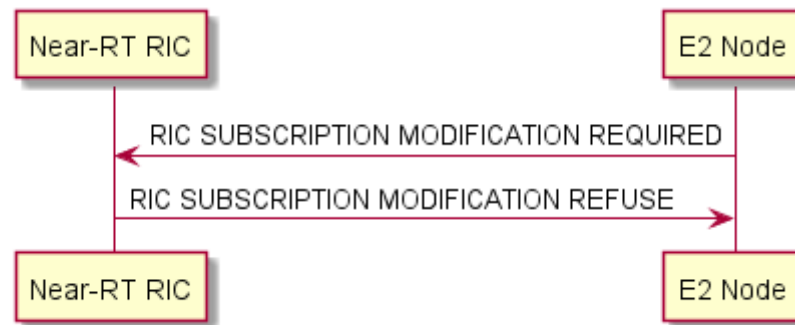 Near-RT RIC
E2 Node
RIC SUBSCRIPTION MODIFICATION REQUIRED
RIC SUBSCRIPTION MODIFICATION REFUSE
Near-RT RIC
E2 Node